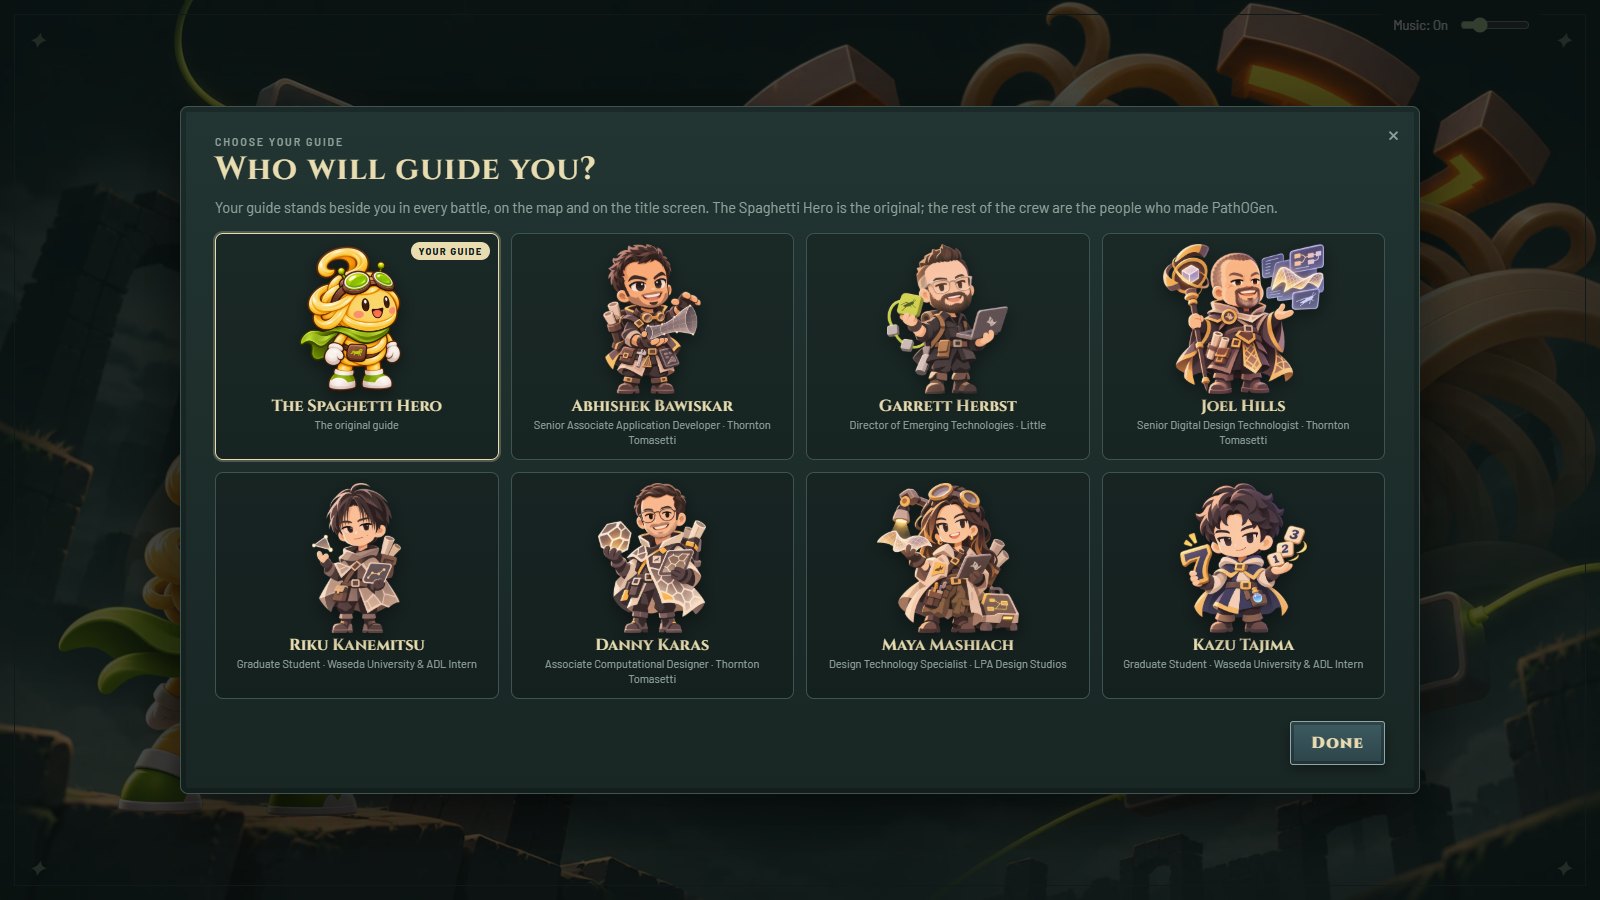 Music: On
CHOOSE YOUR GUIDE
WHO WILL GUIDE YOU?
Your guide stands beside you in every battle, on the map and on the title screen. The Spaghetti Hero is the original; the rest of the crew are the people who made PathOGen.
YOUR GUIDE
THE SPAGHETTI HERO
The original guide
ABHISHEK BAWISKAR
Senior Associate Application Developer · Thornton
Tomasetti
GARRETT HERBST
Director of Emerging Technologies · Little
JOEL HILLS
Senior Digital Design Technologist · Thornton
Tomasetti
RIKU KANEMITSU
Graduate Student · Waseda University & ADL Intern
DANNY KARAS
Associate Computational Designer · Thornton
Tomasetti
MAYA MASHIACH
Design Technology Specialist · LPA Design Studios
7
1
2
3
KAZU TAJIMA
Graduate Student · Waseda University & ADL Intern
DONE